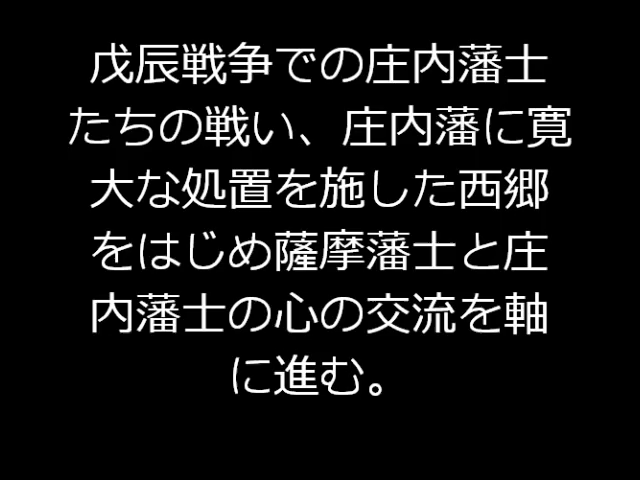 戊辰戦争での庄内藩士
たちの戦い、庄内藩に寛
大な処置を施した西郷
をはじめ薩摩藩士と庄
内藩士の心の交流を軸
に進む。